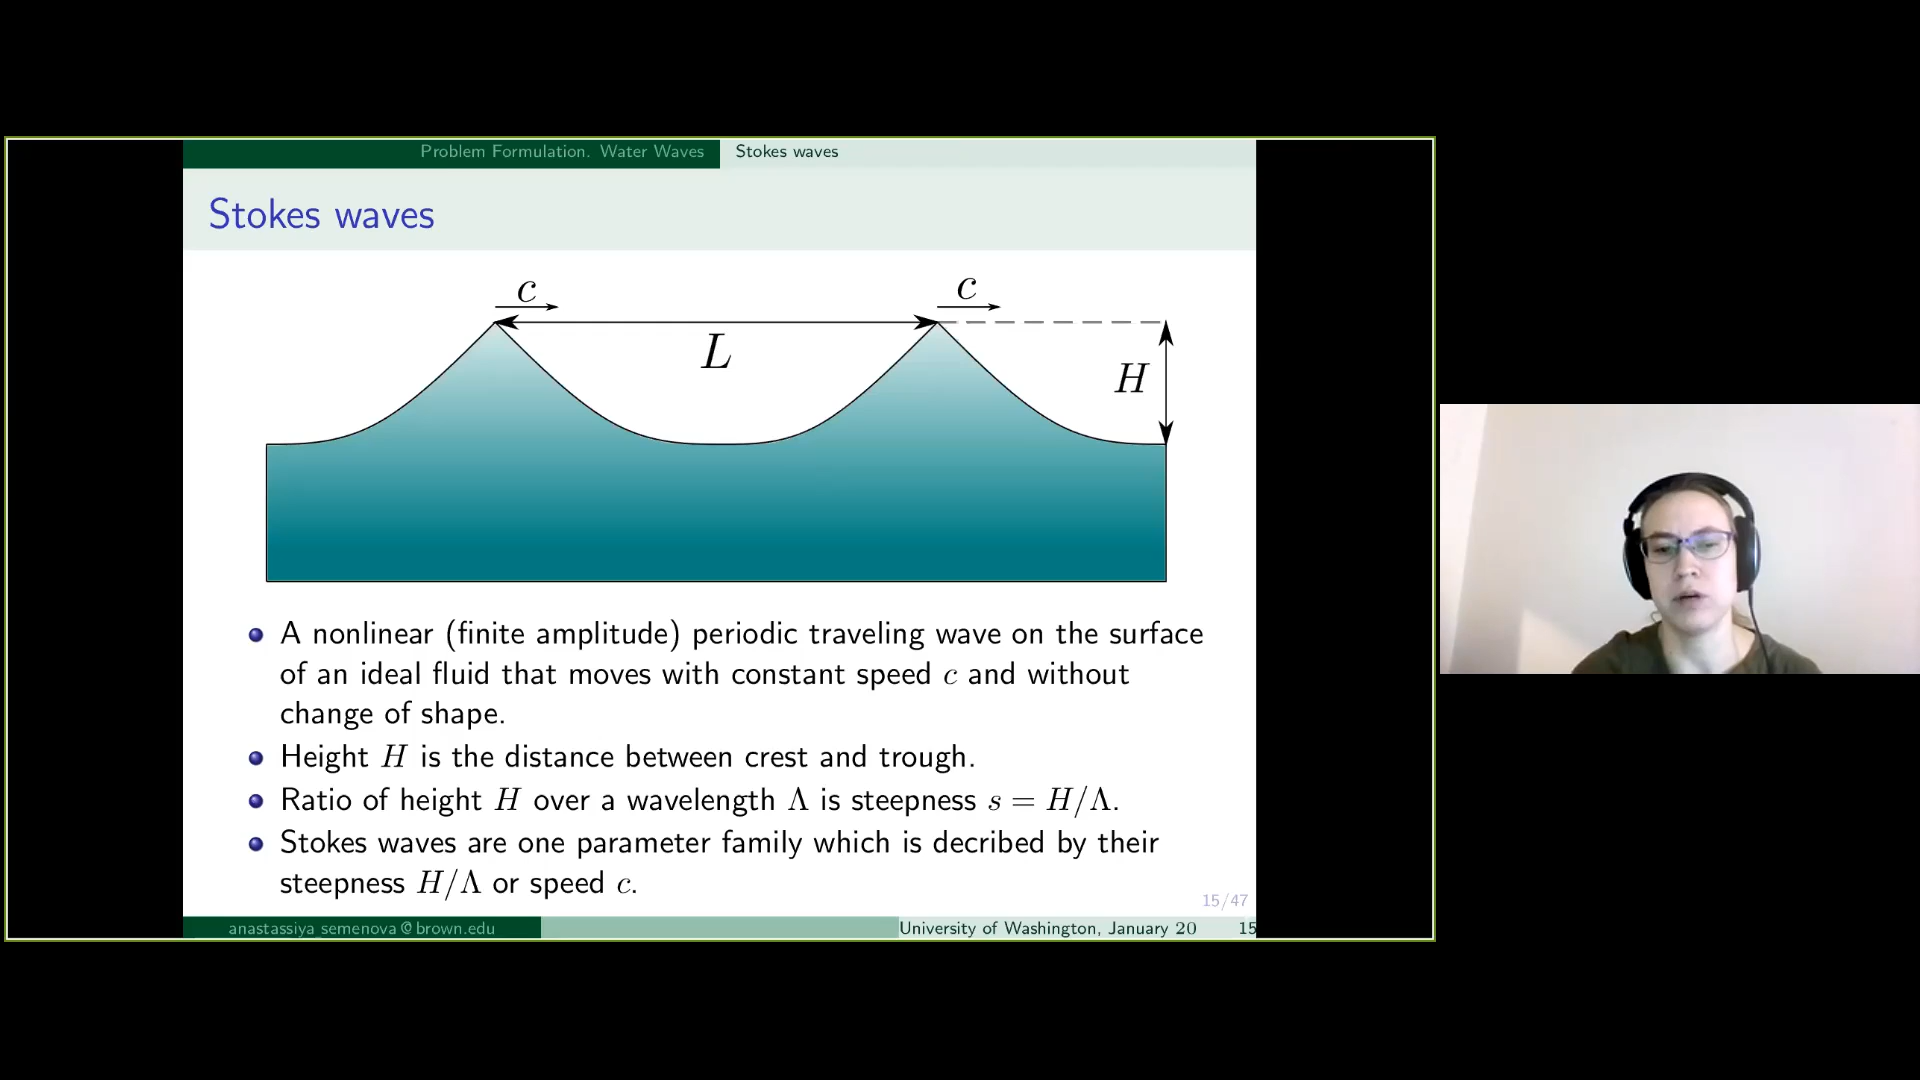 Problem Formulation. Water Waves
Stokes waves
Stokes waves
c
c
L
H
A nonlinear (finite amplitude) periodic traveling wave on the surface
of an ideal fluid that moves with constant speed c and without
change of shape.
Height H is the distance between crest and trough.
Ratio of height H over a wavelength Λ is steepness s = H/Λ.
Stokes waves are one parameter family which is decribed by their
steepness H/Λ or speed c.
15/47
anastassiya_semenova@brown.edu
University of Washington, January 20
15